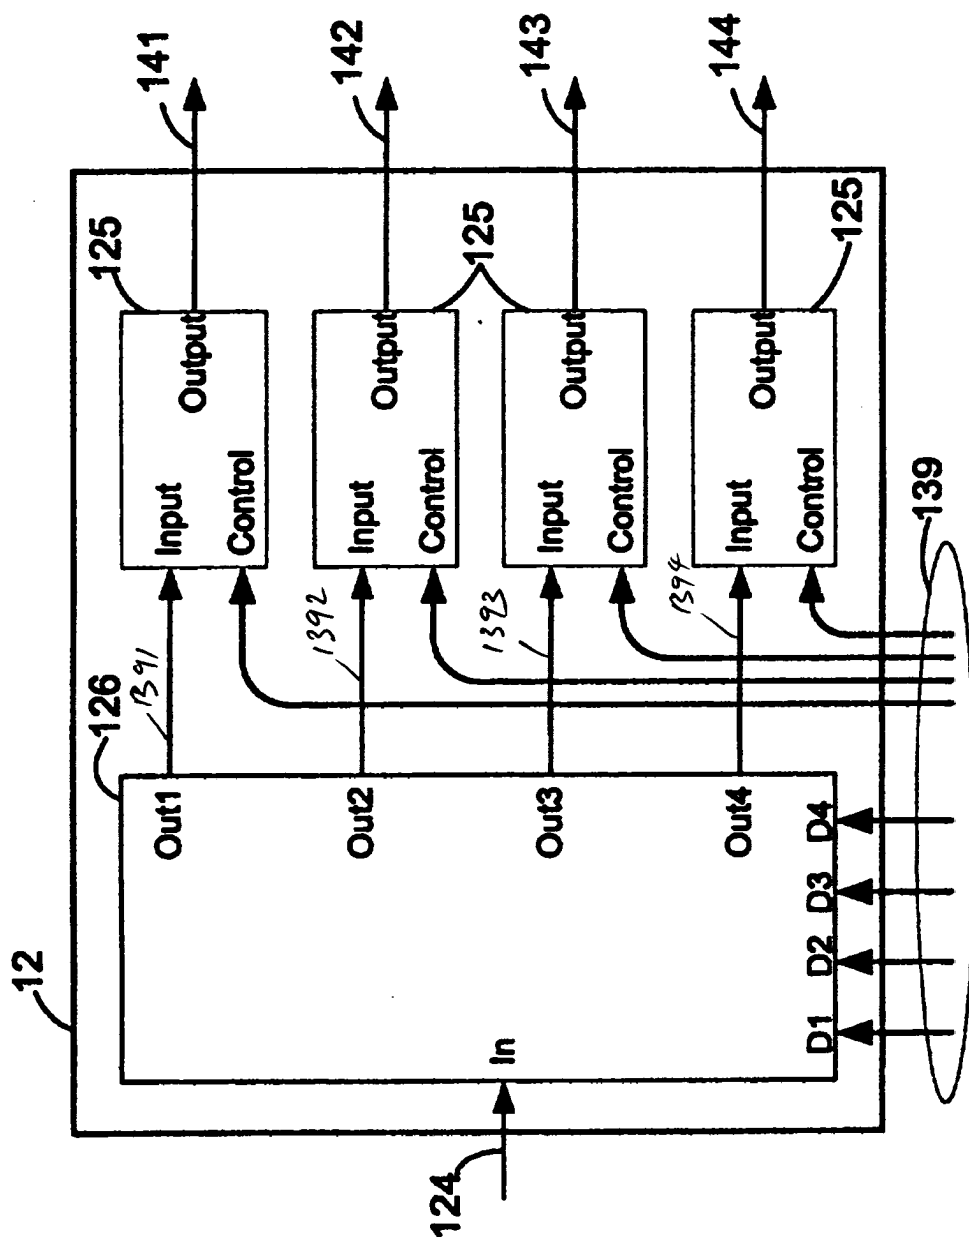 12
126
125
141
1391
Out1
Input
Output
Control
142
1392
Out2
Input
Output
Control
125
143
1393
Out3
Input
Output
Control
144
1394
Out4
Input
Output
Control
125
124
In
D1
D2
D3
D4
139